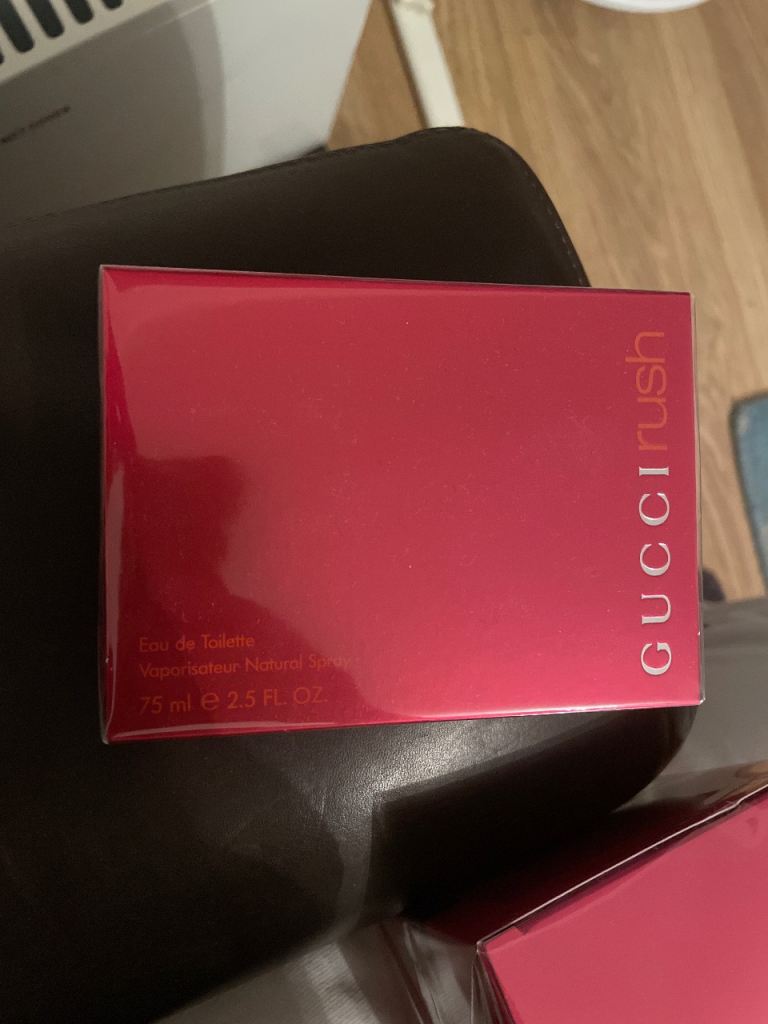 GUCCI rush
Eau de Toilette
Vaporisateur Natural Spray
75 ml e 2.5 FL. OZ.